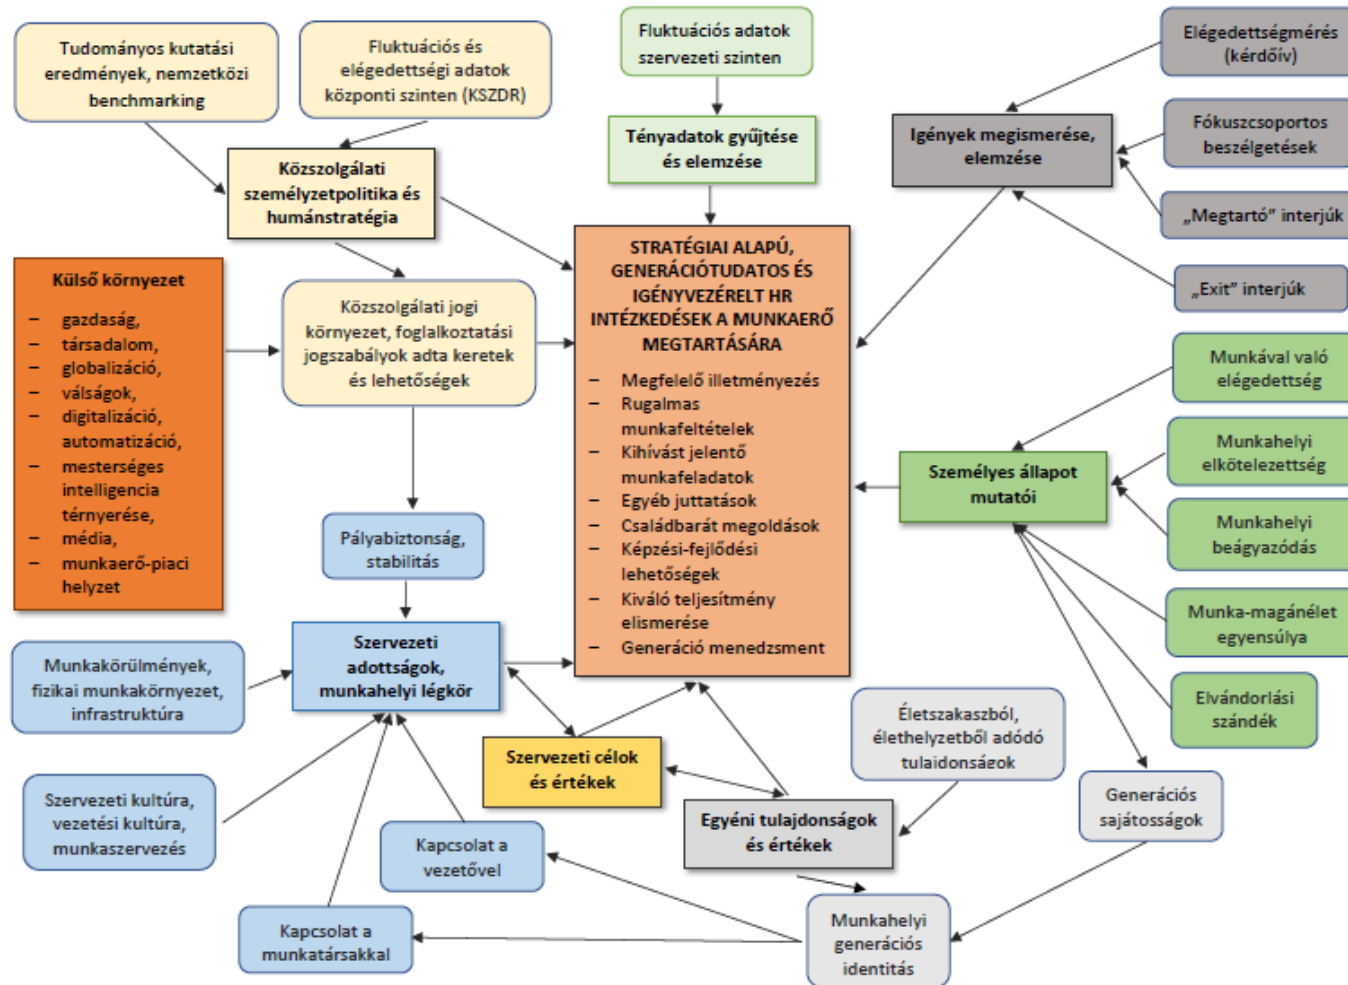 Tudományos kutatási
eredmények, nemzetközi
benchmarking
Fluktuációs és
elégedettségi adatok
központi szinten (KSZDR)
Fluktuációs adatok
szervezeti szinten
Elégedettségmérés
(kérdőív)
Közszolgálati
személyzetpolitika és
humánstratégia
Tényadatok gyűjtése
és elemzése
Igények megismerése,
elemzése
Fókuszcsoportos
beszélgetések
„Megtartó” interjúk
„Exit” interjúk
Külső környezet
– gazdaság,
– társadalom,
– globalizáció,
– válságok,
– digitalizáció,
automatizáció,
– mesterséges
intelligencia
térnyerése,
– média,
– munkaerő-piaci
helyzet
Közszolgálati jogi
környezet, foglalkoztatási
jogszabályok adta keretek
és lehetőségek
STRATÉGIAI ALAPÚ,
GENERÁCIÓTUDATOS ÉS
IGÉNYVEZÉRELT HR
INTÉZKEDÉSEK A MUNKAERŐ
MEGTARTÁSÁRA
– Megfelelő illetményezés
– Rugalmas
munkafeltételek
– Kihívást jelentő
munkafeladatok
– Egyéb juttatások
– Családbarát megoldások
– Képzési-fejlődési
lehetőségek
– Kiváló teljesítmény
elismerése
– Generáció menedzsment
Munkával való
elégedettség
Személyes állapot
mutatói
Munkahelyi
elkötelezettség
Munkahelyi
beágyazódás
Munka-magánélet
egyensúlya
Elvándorlási
szándék
Pályabiztonság,
stabilitás
Szervezeti
adottságok,
munkahelyi légkör
Munkakörülmények,
fizikai munkakörnyezet,
infrastruktúra
Szervezeti célok
és értékek
Életszakaszból,
élethelyzetből adódó
tulajdonságok
Szervezeti kultúra,
vezetési kultúra,
munkaszervezés
Kapcsolat a
vezetővel
Egyéni tulajdonságok
és értékek
Generációs
sajátosságok
Kapcsolat a
munkatársakkal
Munkahelyi
generációs
identitás